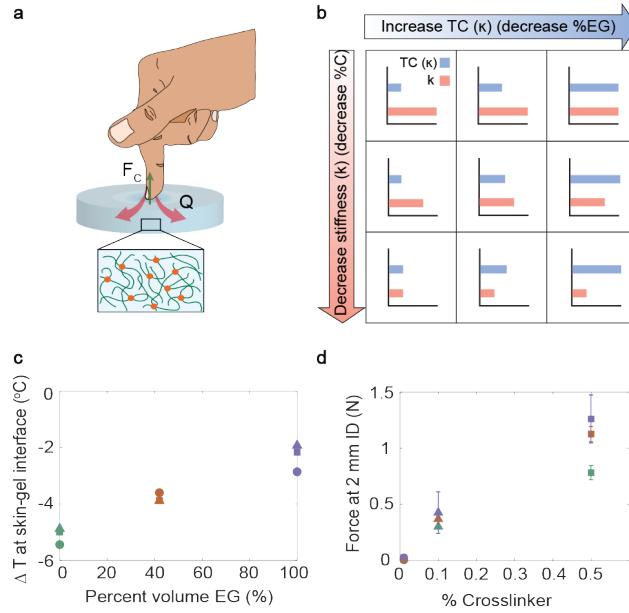 a
F_C
Q
b
Increase TC (κ) (decrease %EG)
Decrease stiffness (k) (decrease %C)
TC (κ)
k
c
Δ T at skin-gel interface (°C)
0
-2
-4
-6
0 20 40 60 80 100
Percent volume EG (%)
d
Force at 2 mm ID (N)
1.5
1
0.5
0
0 0.1 0.2 0.3 0.4 0.5
% Crosslinker